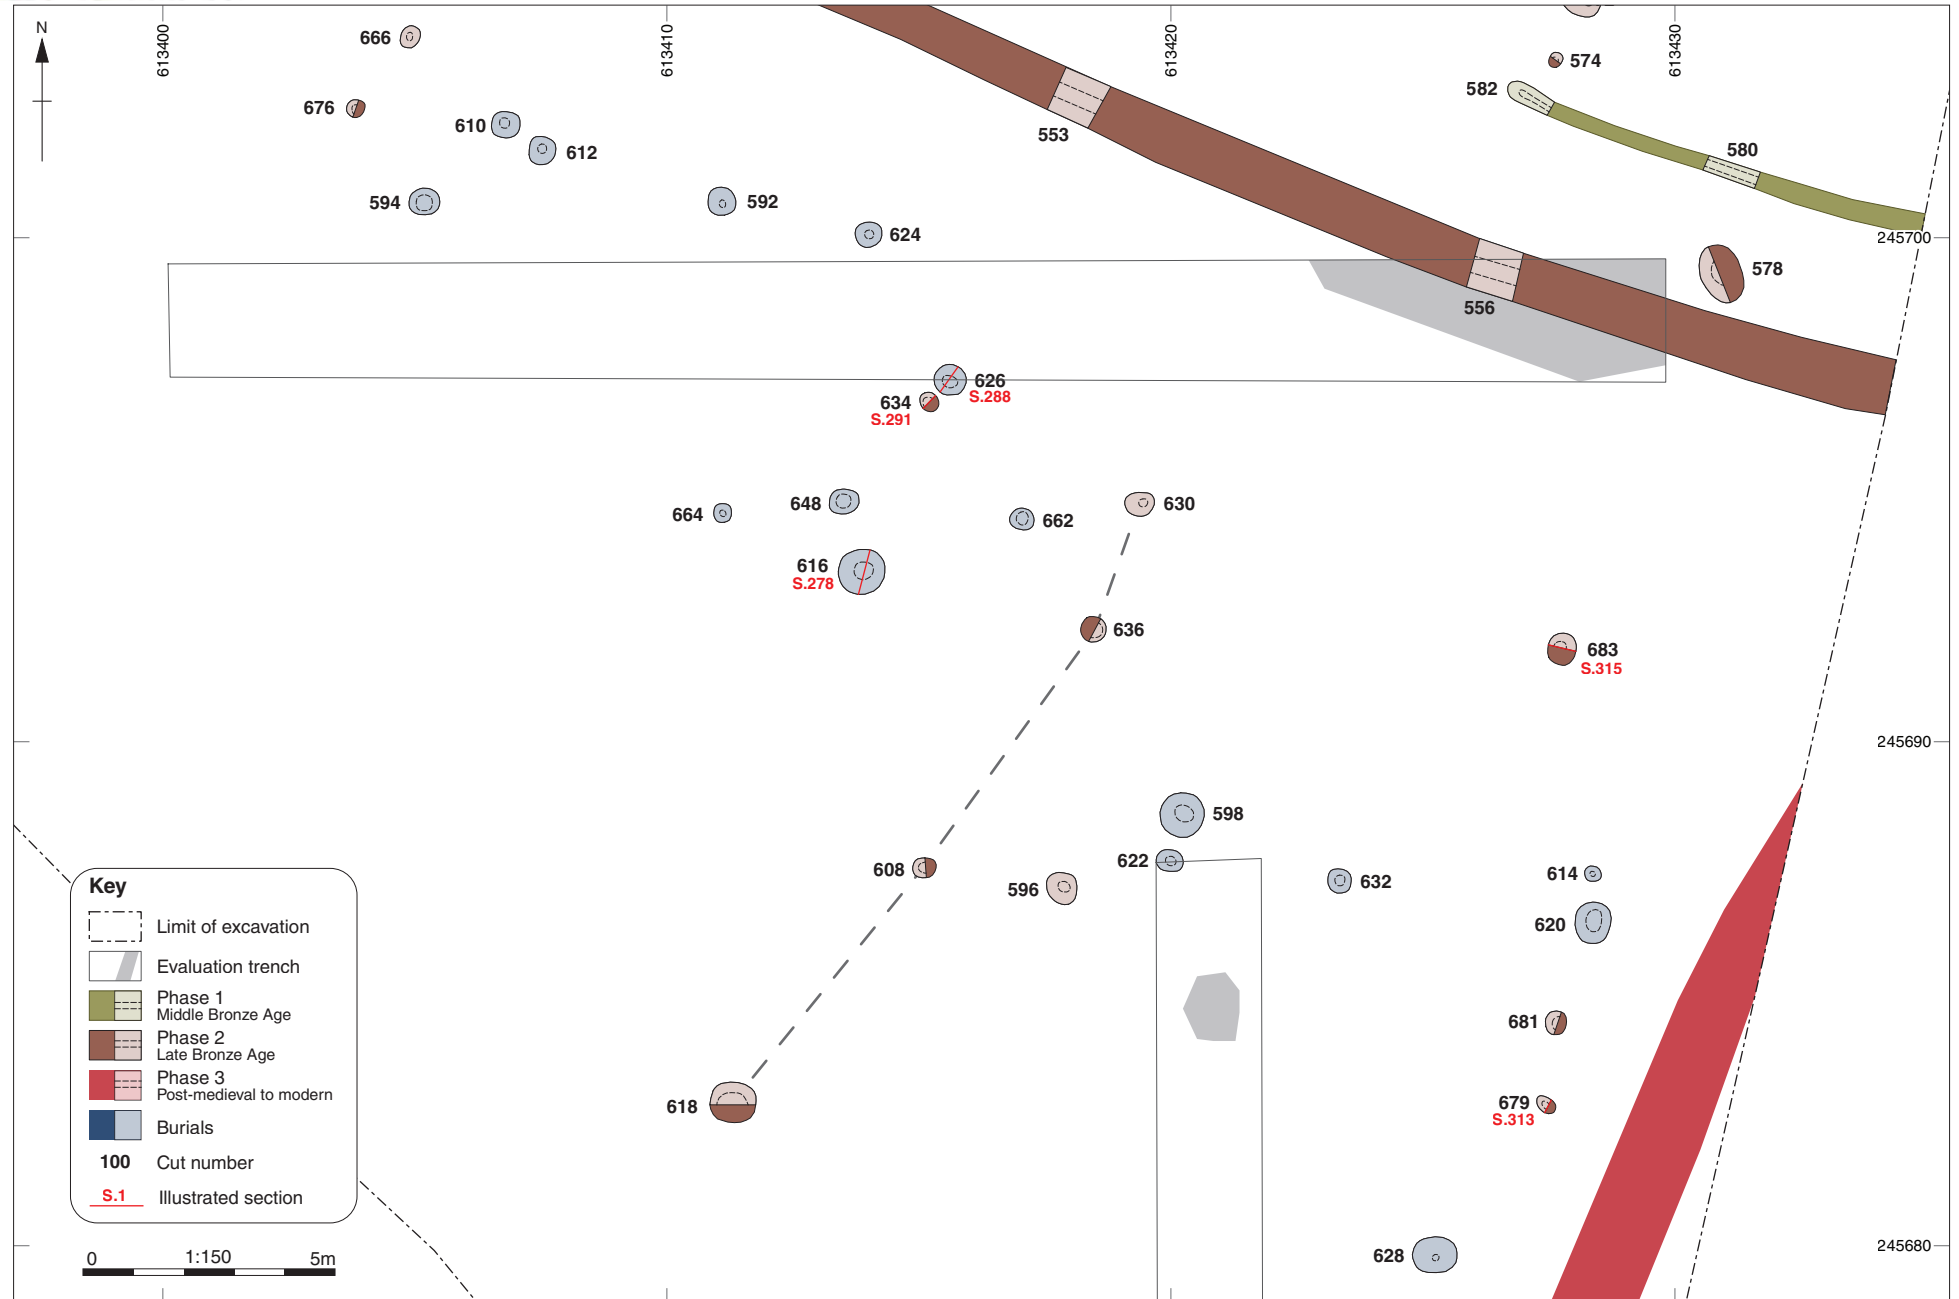 N
613400
613410
613420
613430
666
574
582
676
610
553
612
580
594
592
624
245700
578
556
626
S.288
634
S.291
648
630
664
662
616
S.278
636
683
S.315
245690
598
622
608
614
632
596
620
Key
Limit of excavation
Evaluation trench
Phase 1
Middle Bronze Age
Phase 2
Late Bronze Age
Phase 3
Post-medieval to modern
Burials
100 Cut number
S.1 Illustrated section
681
679
S.313
618
628
245680
0 1:150 5m